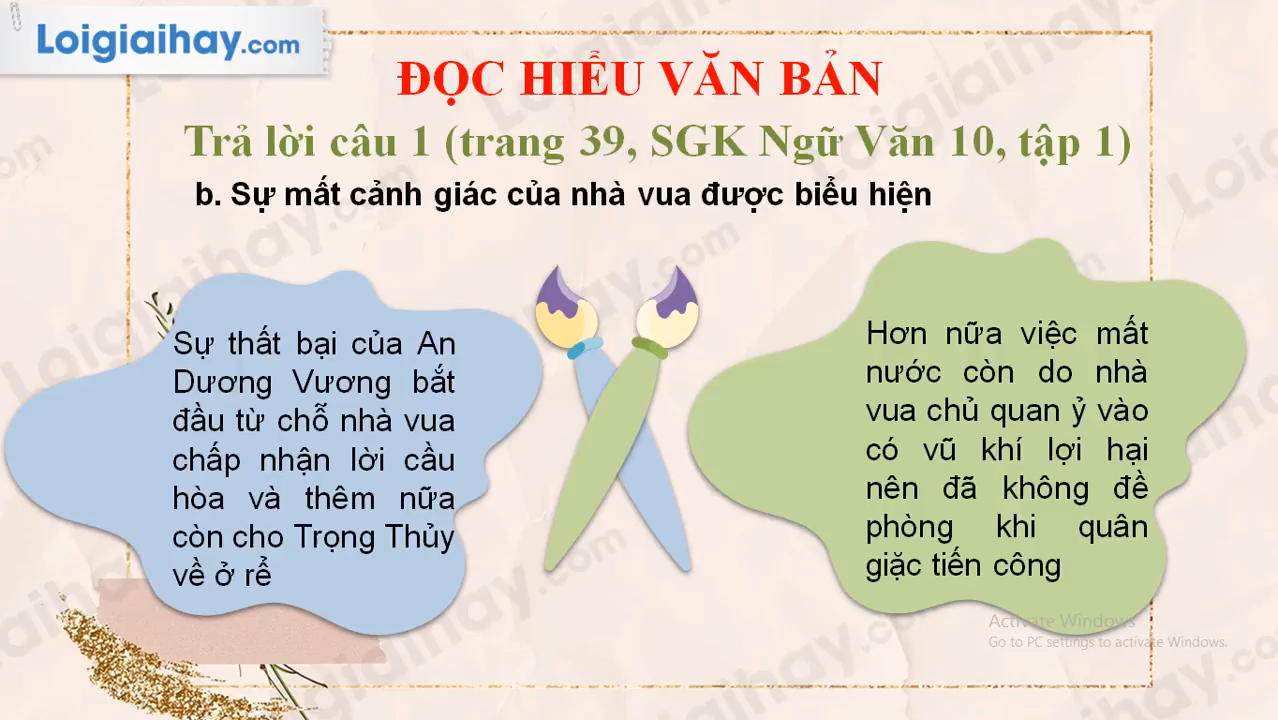 Loigiaihay.com
ĐỌC HIỂU VĂN BẢN
Trả lời câu 1 (trang 39, SGK Ngữ Văn 10, tập 1)
b. Sự mất cảnh giác của nhà vua được biểu hiện
Sự thất bại của An
Dương Vương bắt
đầu từ chỗ nhà vua
chấp nhận lời cầu
hòa và thêm nữa
còn cho Trọng Thủy
về ở rể
Hơn nữa việc mất
nước còn do nhà
vua chủ quan ỷ vào
có vũ khí lợi hại
nên đã không đề
phòng khi quân
giặc tiến công
Activate Windows
Go to PC settings to activate Windows.